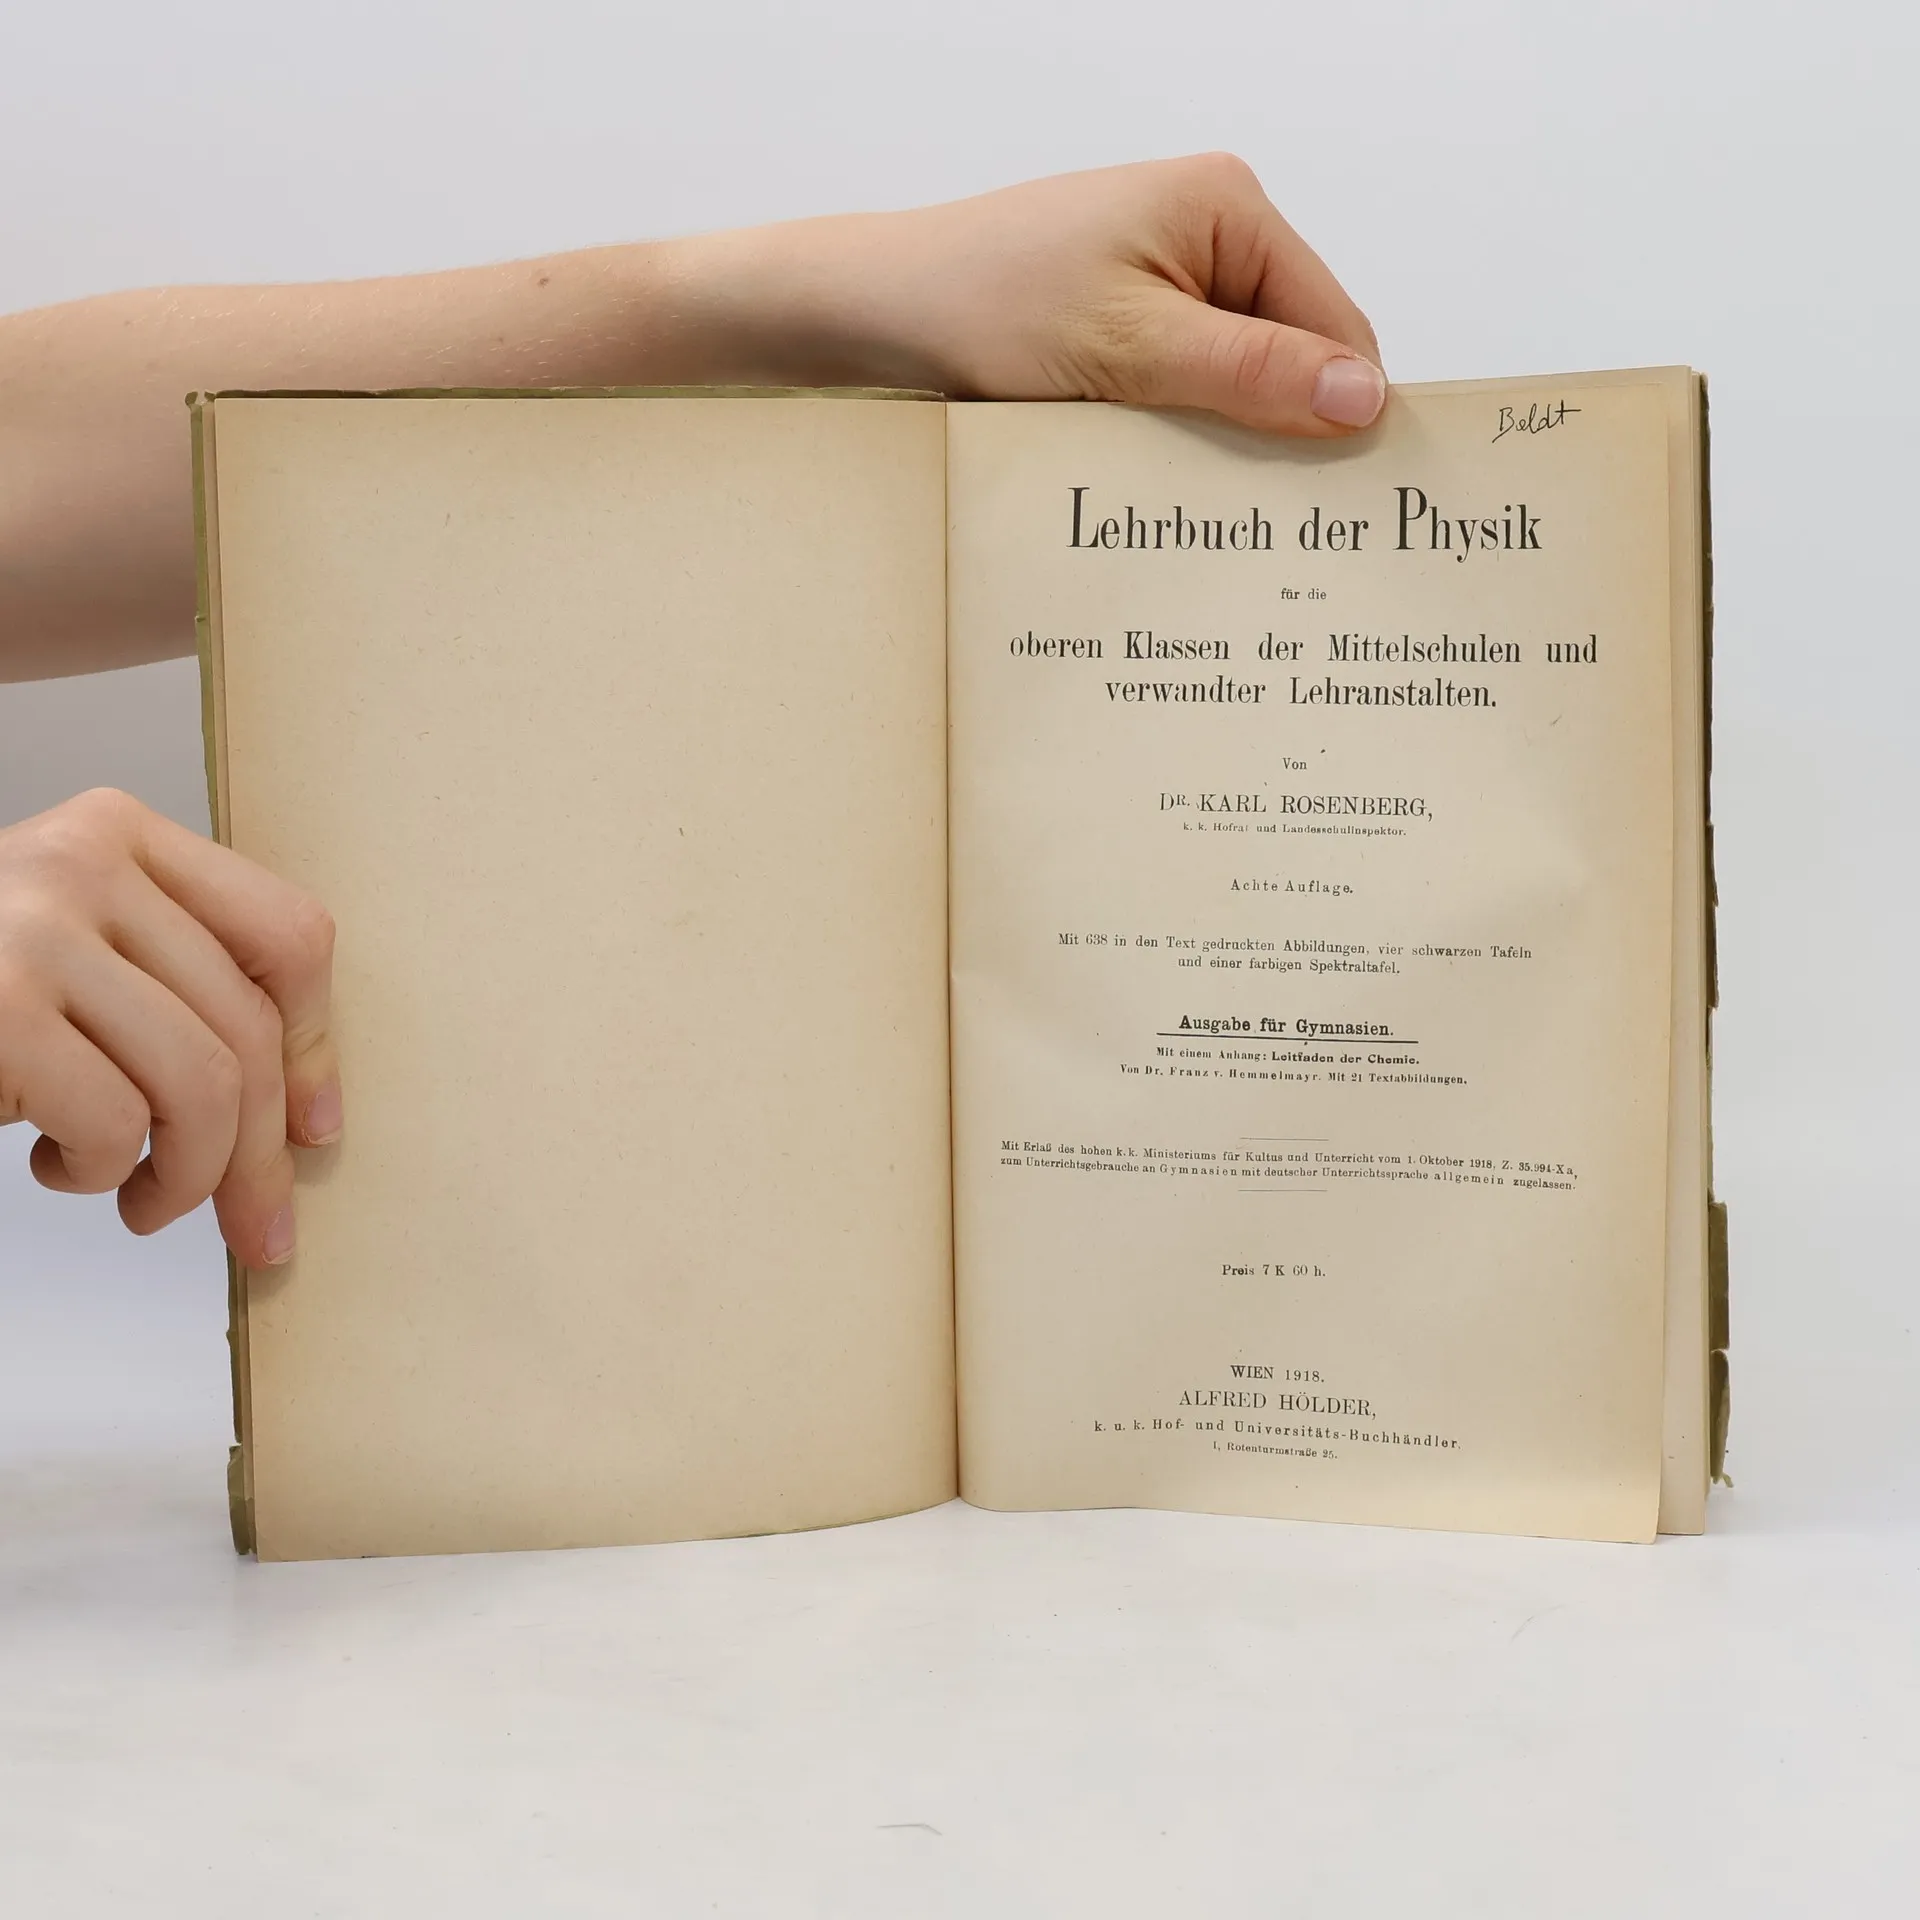 Beldt
Lehrbuch der Physik
für die
oberen Klassen der Mittelschulen und
verwandter Lehranstalten.
Von
DR. KARL ROSENBERG,
k. k. Hofrat und Landesschulinspektor.
Achte Auflage.
Mit 638 in den Text gedruckten Abbildungen, vier schwarzen Tafeln
und einer farbigen Spektraltafel.
Ausgabe für Gymnasien.
Mit einem Anhang: Leitfaden der Chemie.
Von Dr. Franz v. Hemmelmayr. Mit 21 Textabbildungen.
Mit Erlaß des hohen k. k. Ministeriums für Kultus und Unterricht vom 1. Oktober 1918, Z. 35.994-Xa,
zum Unterrichtsgebrauche an Gymnasien mit deutscher Unterrichtssprache allgemein zugelassen.
Preis 7 K 60 h.
WIEN 1918.
ALFRED HÖLDER,
k. u. k. Hof- und Universitäts-Buchhändler,
I, Rotenturmstraße 25.